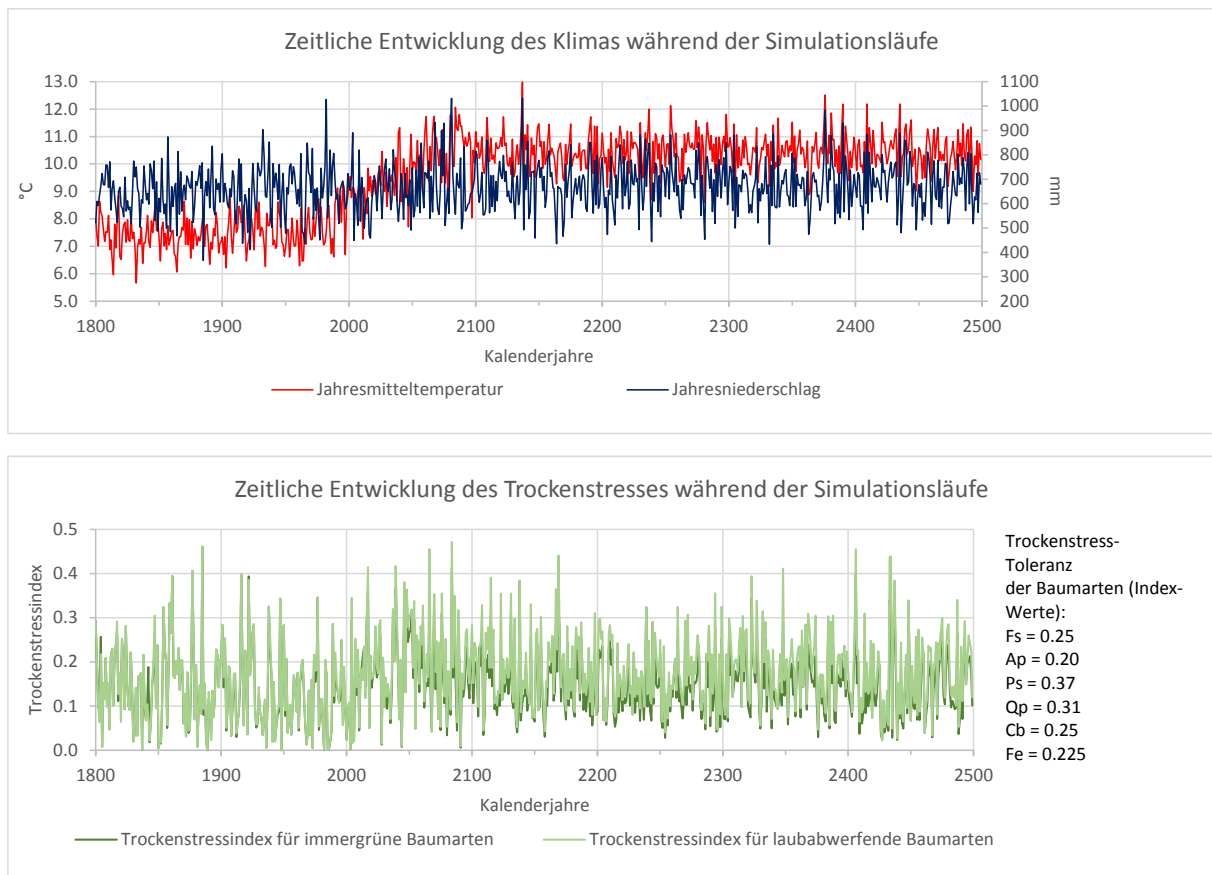 Zeitliche Entwicklung des Klimas während der Simulationsläufe
°C
mm
13.0
12.0
11.0
10.0
9.0
8.0
7.0
6.0
5.0
1100
1000
900
800
700
600
500
400
300
200
1800 1900 2000 2100 2200 2300 2400 2500
Kalenderjahre
Jahresmitteltemperatur Jahresniederschlag
Zeitliche Entwicklung des Trockenstresses während der Simulationsläufe
Trockenstressindex
0.5
0.4
0.3
0.2
0.1
0.0
1800 1900 2000 2100 2200 2300 2400 2500
Kalenderjahre
Trockenstressindex für immergrüne Baumarten Trockenstressindex für laubabwerfende Baumarten
Trockenstress-
Toleranz
der Baumarten (Index-
Werte):
Fs = 0.25
Ap = 0.20
Ps = 0.37
Qp = 0.31
Cb = 0.25
Fe = 0.225